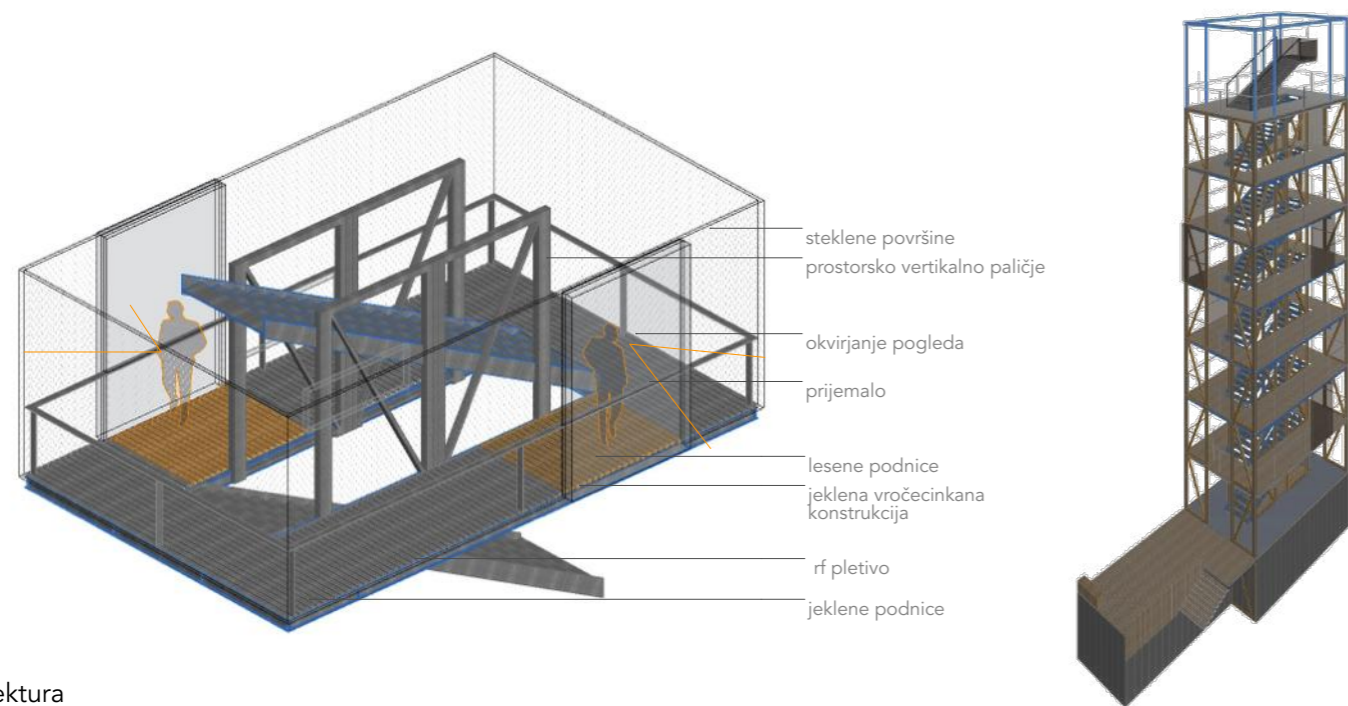 steklene površine
prostorsko vertikalno paličje
okvirjanje pogleda
prijemalo
lesene podnice
jeklena vročecinkana
konstrukcija
rf pletivo
jeklene podnice
ektura